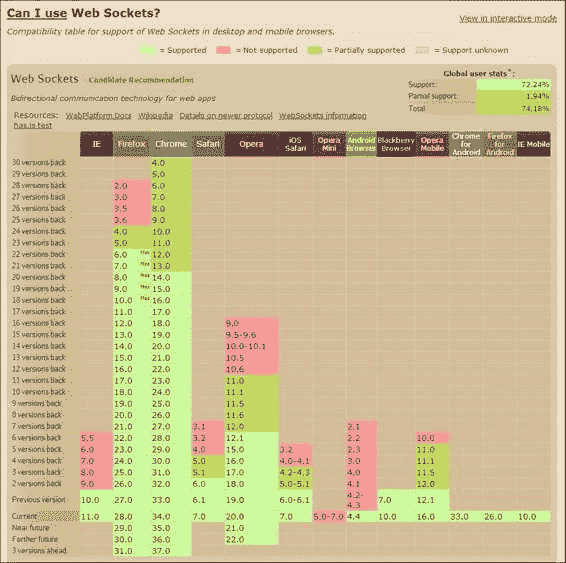 Can I use Web Sockets?
View in interactive mode
Compatibility table for support of Web Sockets in desktop and mobile browsers.
= Supported = Not supported = Partially supported = Support unknown
Web Sockets - Candidate Recommendation
Global user stats*:
Support: 72.24%
Partial support: 1.94%
Total 74.18%
Bidirectional communication technology for web apps
Resources: WebPlatform Docs Wikipedia Details on newer protocol WebSockets information
has.js test
IE Firefox Chrome Safari Opera iOS Safari Opera Mini Android Browser Blackberry Browser Opera Mobile Chrome for Android Firefox for Android IE Mobile
30 versions back 4.0
29 versions back 5.0
28 versions back 2.0 6.0
27 versions back 3.0 7.0
26 versions back 3.5 8.0
25 versions back 3.6 9.0
24 versions back 4.0 10.0
23 versions back 5.0 11.0
22 versions back 6.0 12.0
21 versions back 7.0 13.0
20 versions back 8.0 14.0
19 versions back 9.0 15.0
18 versions back 10.0 16.0
17 versions back 11.0 17.0
16 versions back 12.0 18.0 9.0
15 versions back 13.0 19.0 9.5-9.6
14 versions back 14.0 20.0 10.0-10.1
13 versions back 15.0 21.0 10.5
12 versions back 16.0 22.0 10.6
11 versions back 17.0 23.0 11.0
10 versions back 18.0 24.0 11.1
9 versions back 19.0 25.0 11.5
8 versions back 20.0 26.0 11.6
7 versions back 21.0 27.0 3.1 12.0 2.1
6 versions back 5.5 22.0 28.0 3.2 12.1 2.2 10.0
5 versions back 6.0 23.0 29.0 4.0 15.0 3.2 2.3 11.0
4 versions back 7.0 24.0 30.0 5.0 16.0 4.0-4.1 3.0 11.1
3 versions back 8.0 25.0 31.0 5.1 17.0 4.2-4.3 4.0 11.5
2 versions back 9.0 26.0 32.0 6.0 18.0 5.0-5.1 4.1 12.0
Previous version 10.0 27.0 33.0 6.1 19.0 6.0-6.1 4.2-4.3 7.0 12.1
Current 11.0 28.0 34.0 7.0 20.0 7.0 5.0-7.0 4.4 10.0 16.0 33.0 26.0 10.0
Near future 29.0 35.0 21.0
Farther future 30.0 36.0 22.0
3 versions ahead 31.0 37.0